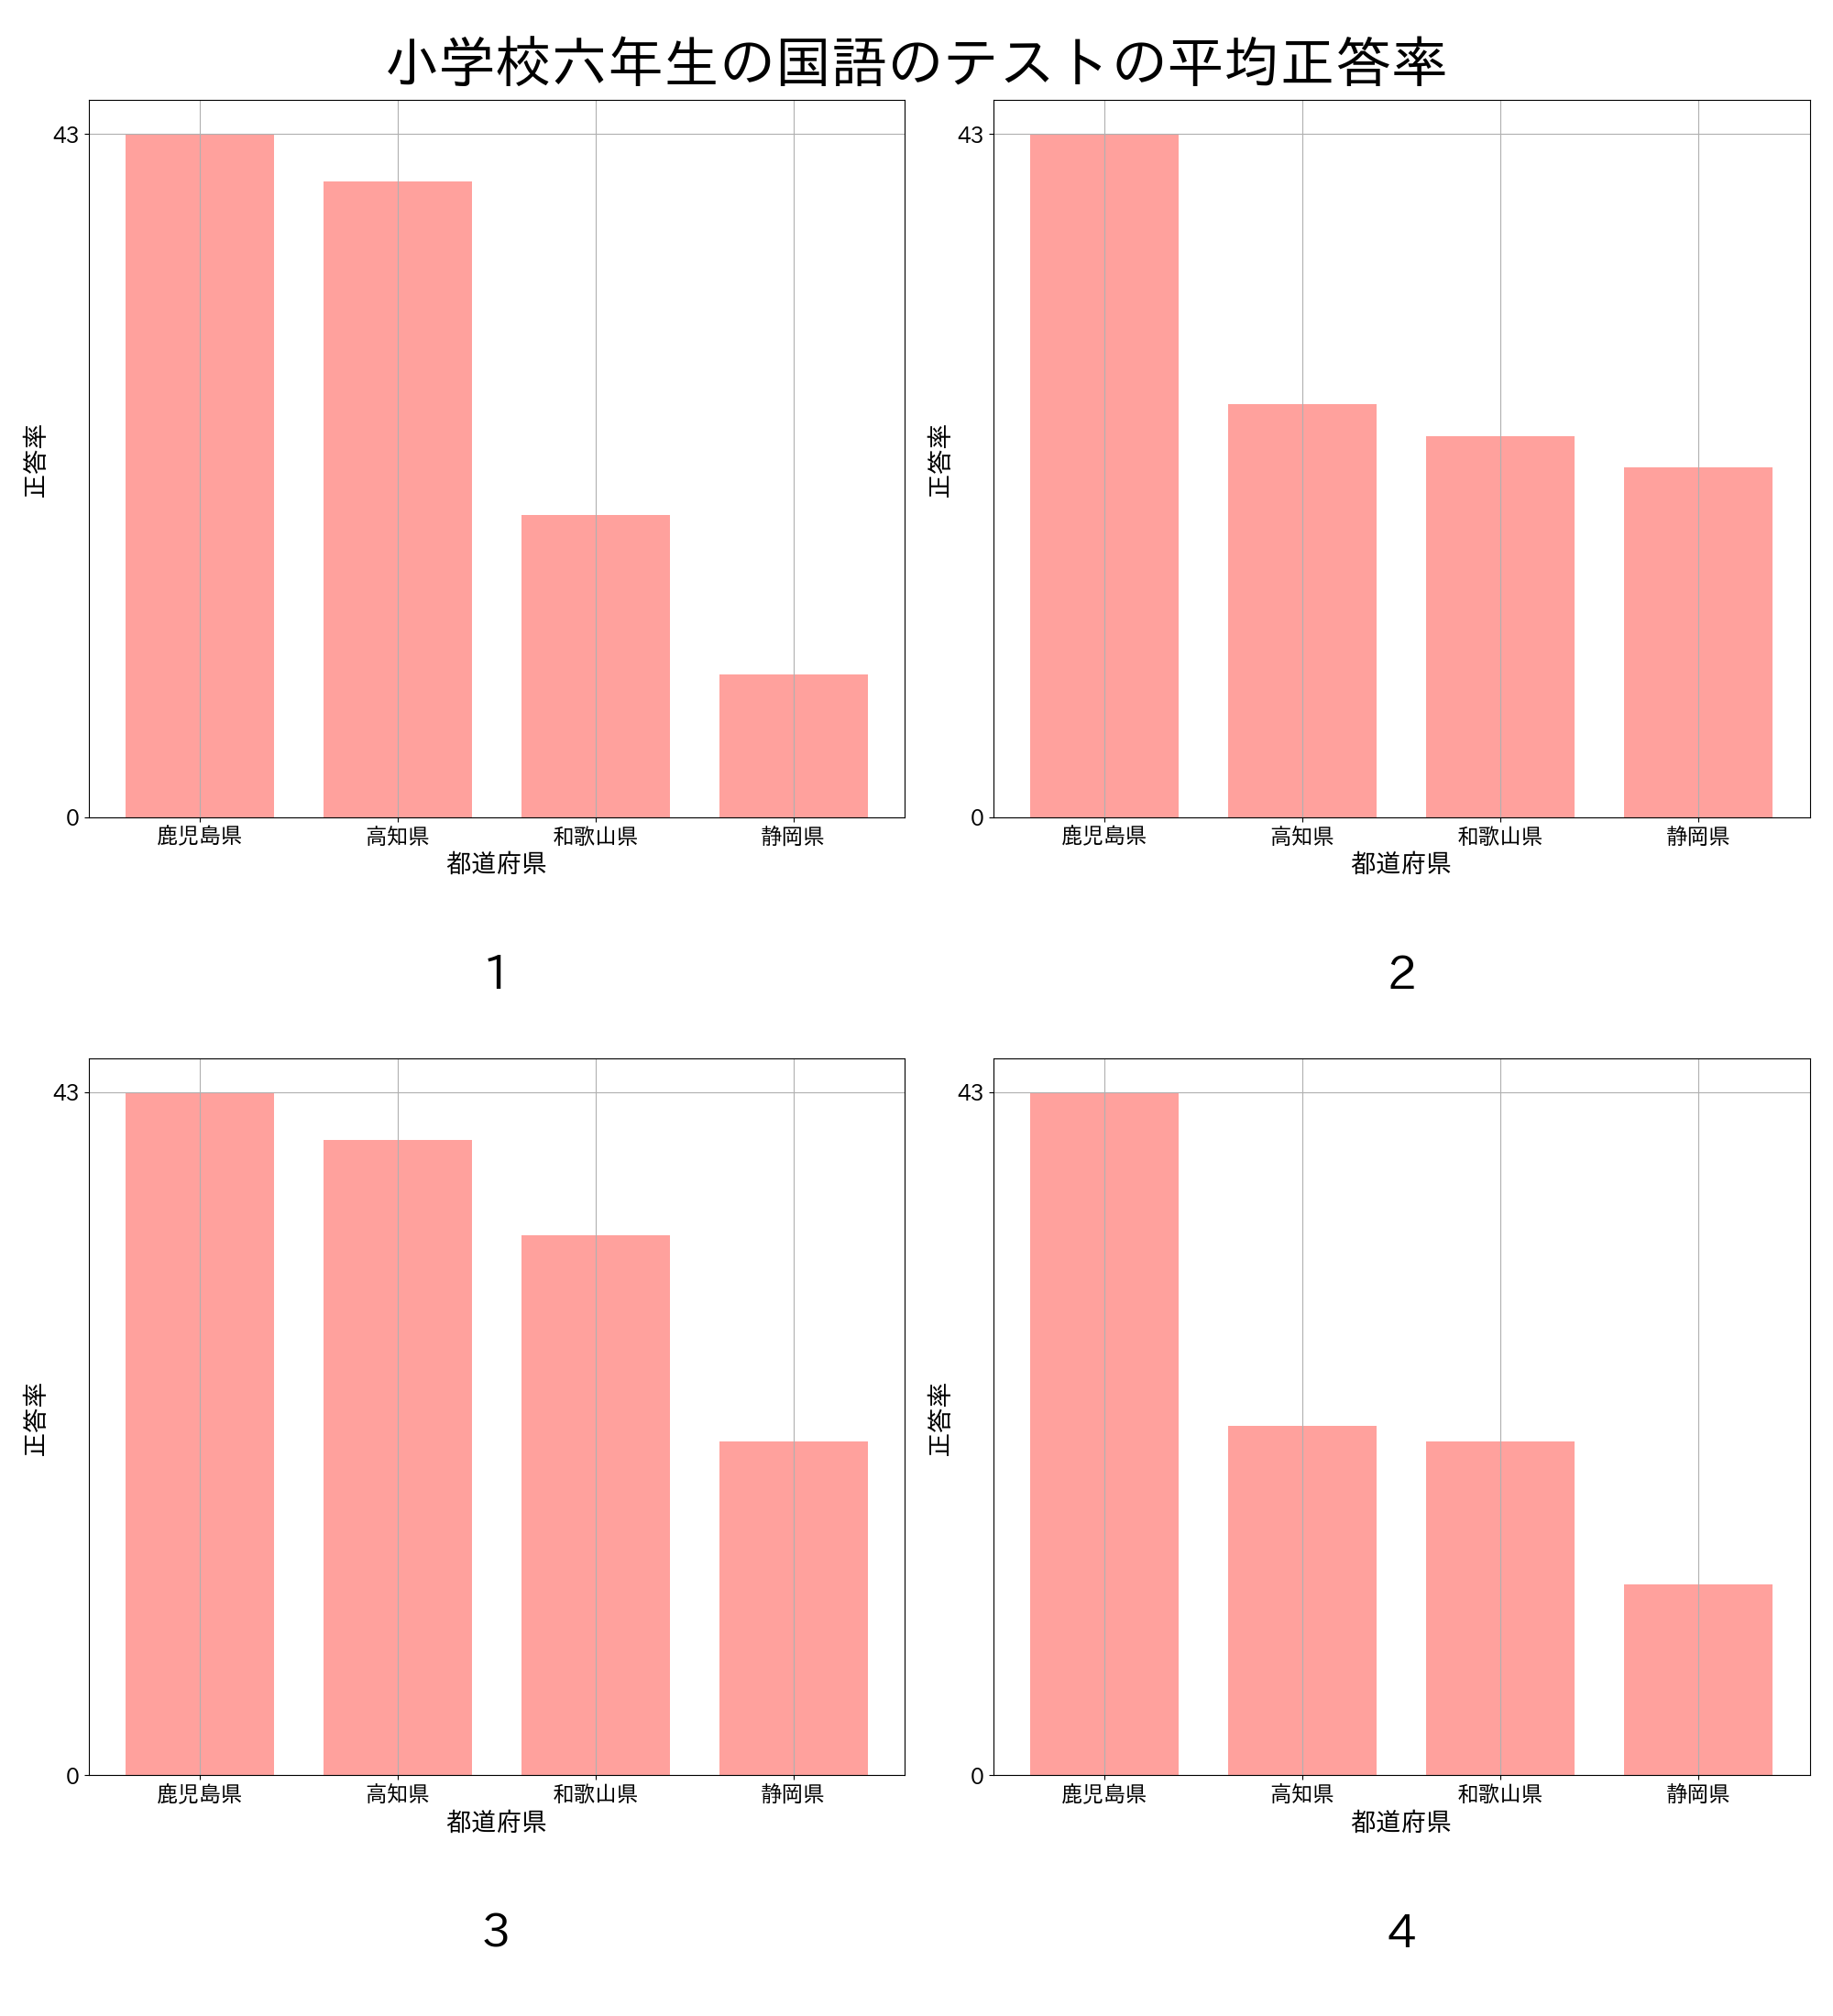 小学校六年生の国語のテストの平均正答率
43
0
正答率
鹿児島県 高知県 和歌山県 静岡県
都道府県
1
43
0
正答率
鹿児島県 高知県 和歌山県 静岡県
都道府県
2
43
0
正答率
鹿児島県 高知県 和歌山県 静岡県
都道府県
3
43
0
正答率
鹿児島県 高知県 和歌山県 静岡県
都道府県
4